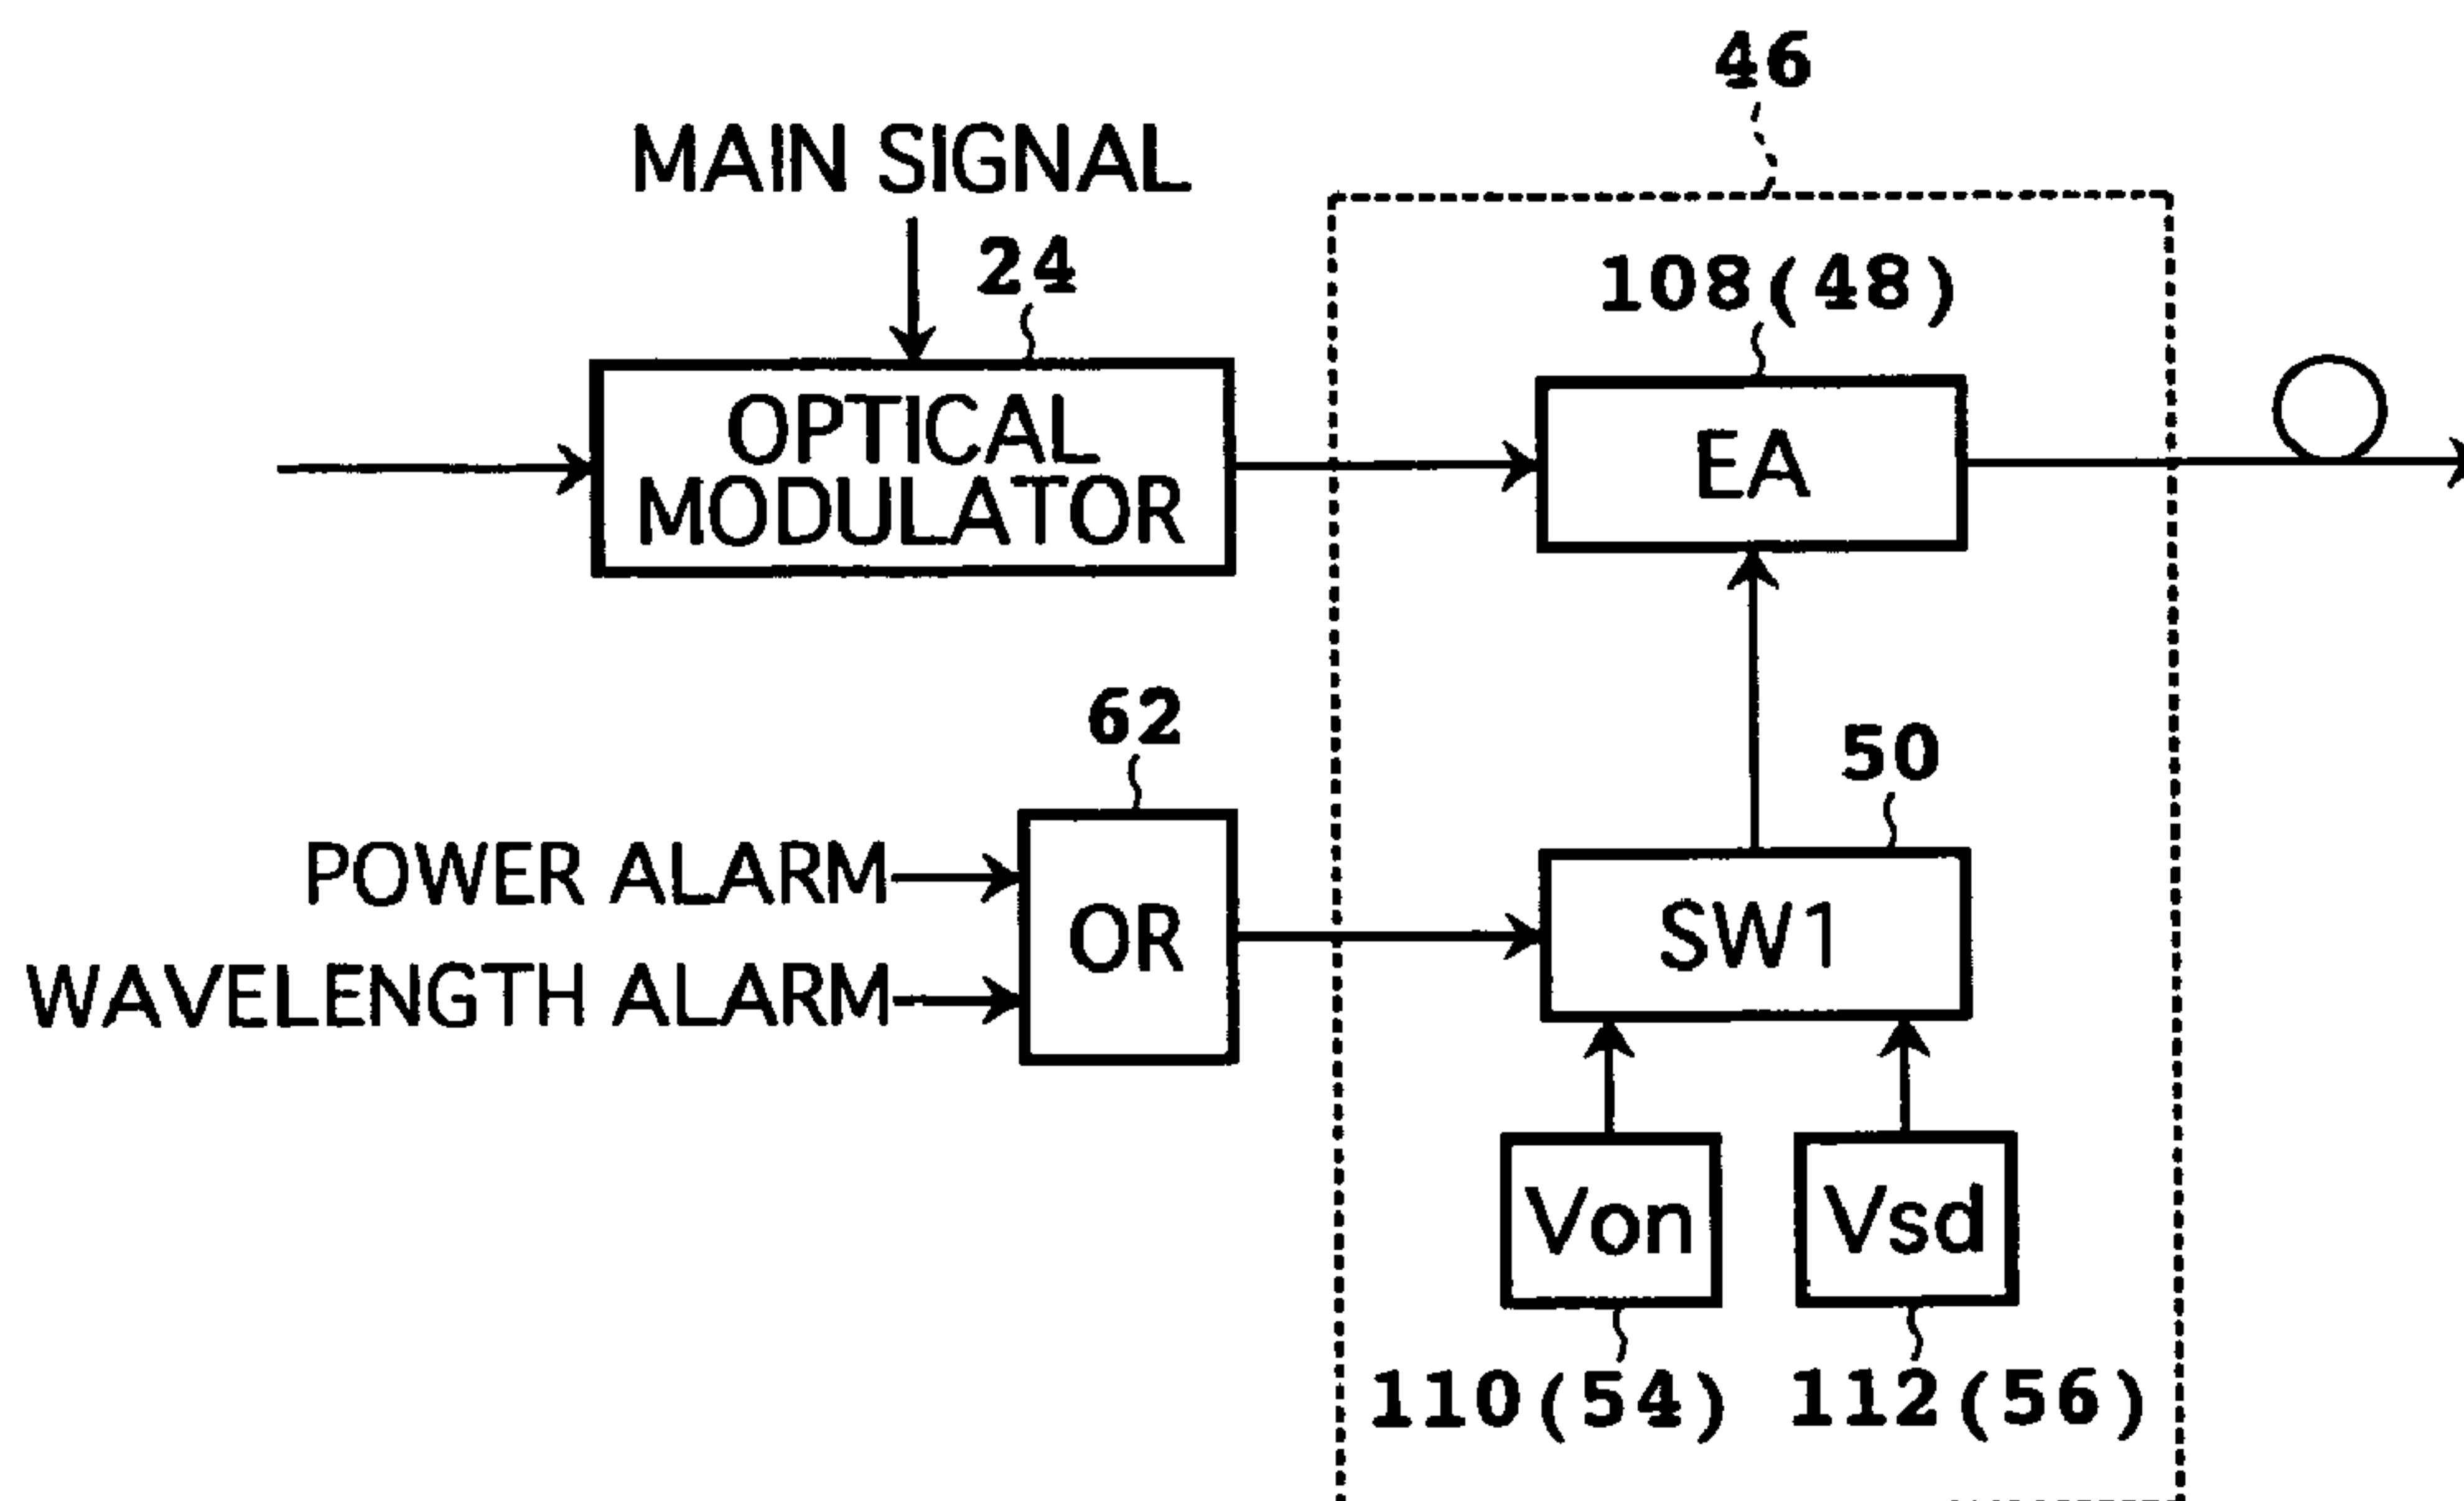 46
MAIN SIGNAL
24
108(48)
OPTICAL
MODULATOR
EA
62
50
POWER ALARM
WAVELENGTH ALARM
OR
SW1
Von
Vsd
110(54)
112(56)